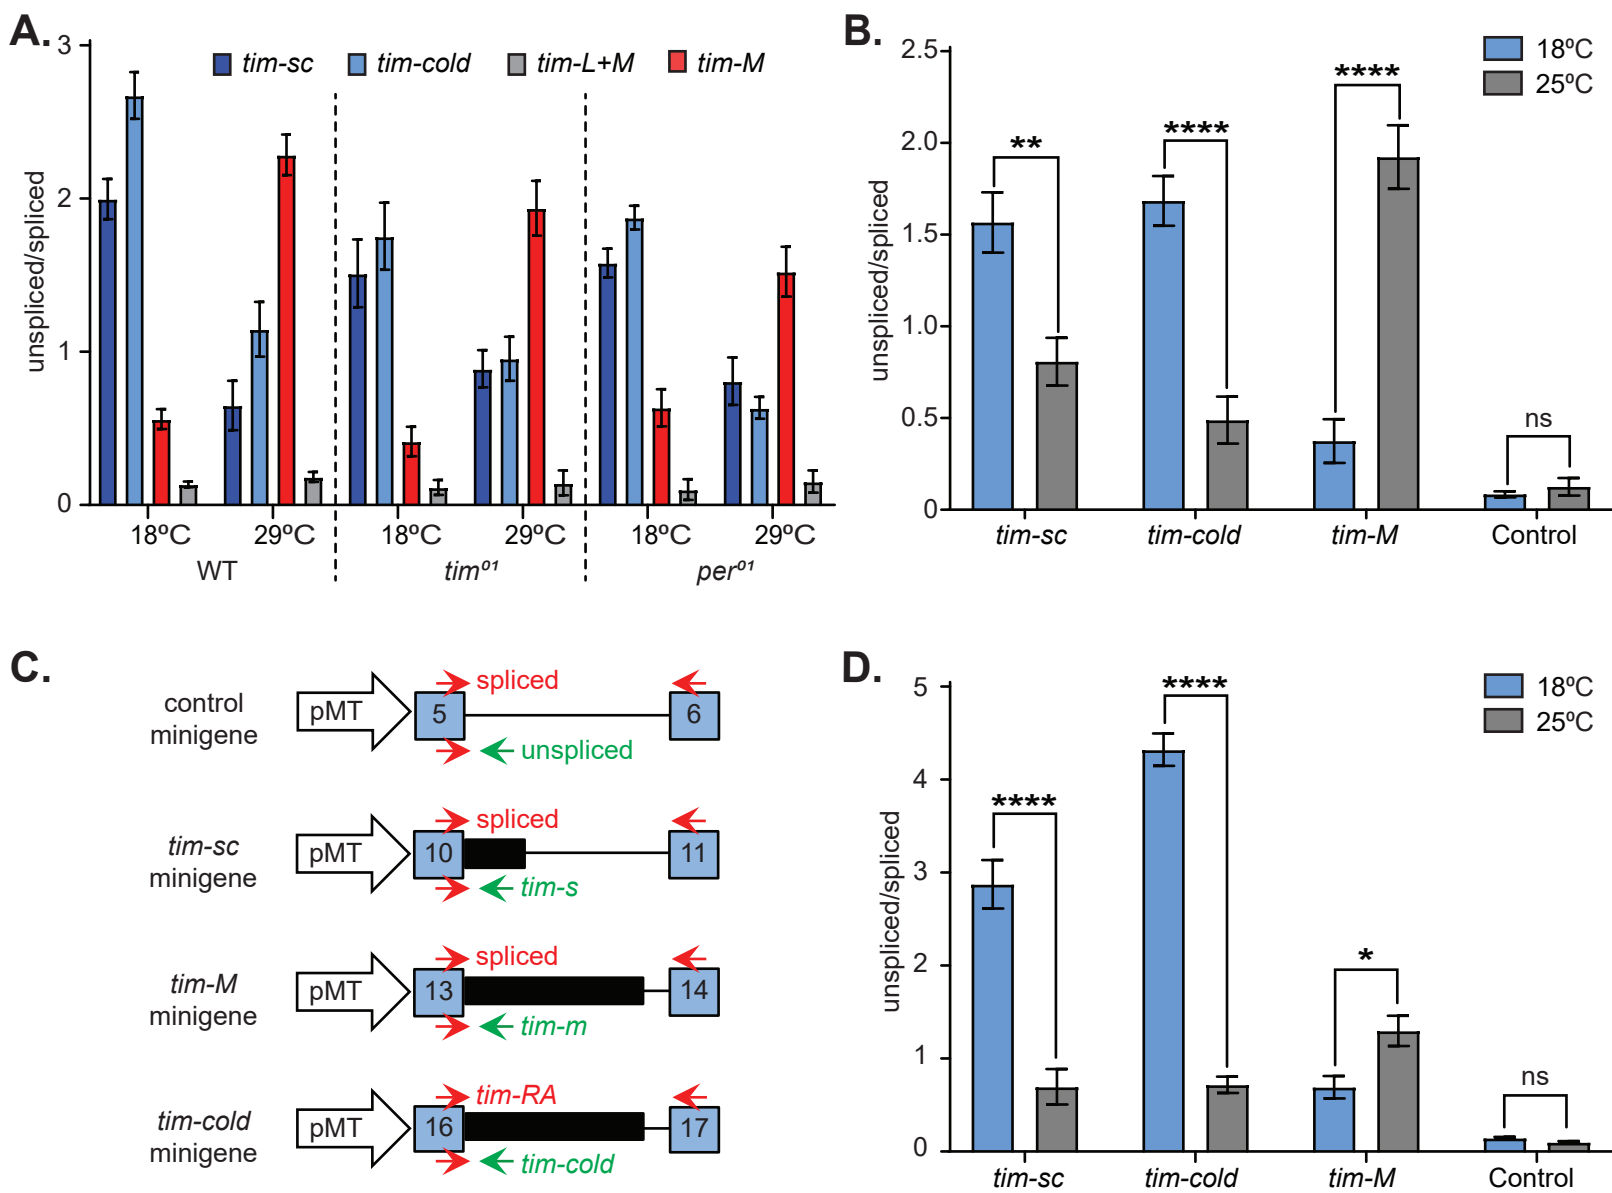 A.
3
2
1
0
unspliced/spliced
tim-sc tim-cold tim-L+M tim-M
18ºC 29ºC 18ºC 29ºC 18ºC 29ºC
WT tim⁰¹ per⁰¹
B.
2.5
2.0
1.5
1.0
0.5
0
unspliced/spliced
18ºC
25ºC
** **** **** ns
tim-sc tim-cold tim-M Control
C.
control
minigene
pMT 5 6
spliced
unspliced
tim-sc
minigene
pMT 10 11
spliced
tim-s
tim-M
minigene
pMT 13 14
spliced
tim-m
tim-cold
minigene
pMT 16 17
tim-RA
tim-cold
D.
5
4
3
2
1
0
unspliced/spliced
18ºC
25ºC
**** **** * ns
tim-sc tim-cold tim-M Control